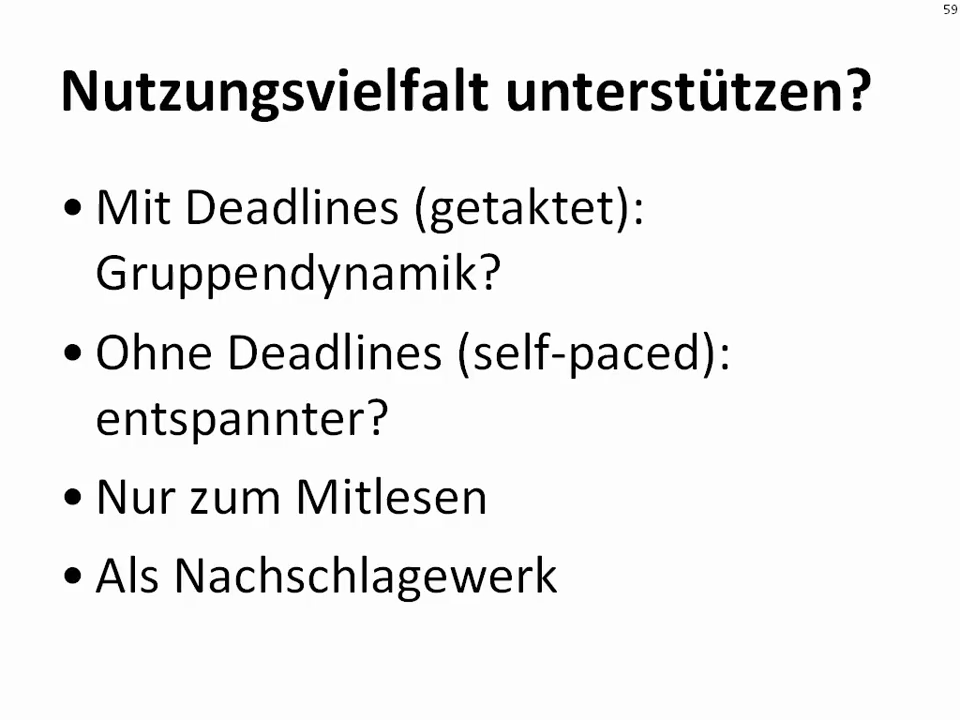 59
Nutzungsvielfalt unterstützen?
• Mit Deadlines (getaktet):
Gruppendynamik?
• Ohne Deadlines (self-paced):
entspannter?
• Nur zum Mitlesen
• Als Nachschlagewerk